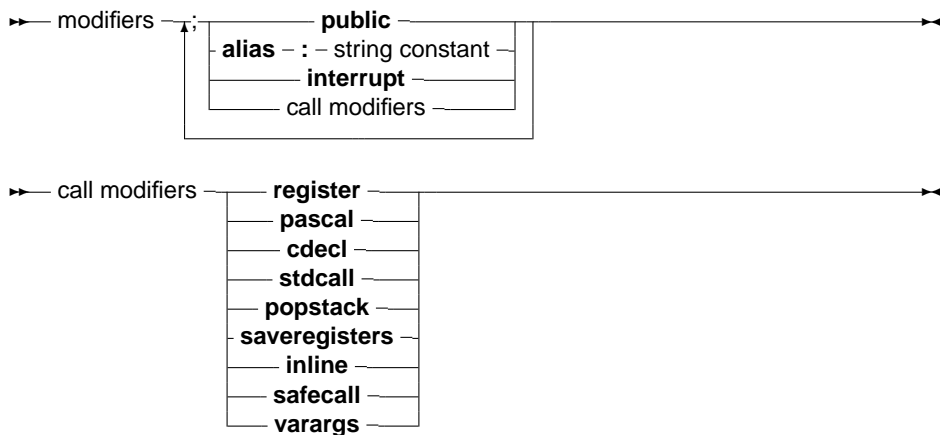 modifiers ; public
alias : string constant
interrupt
call modifiers
call modifiers register
pascal
cdecl
stdcall
popstack
saveregisters
inline
safecall
varargs